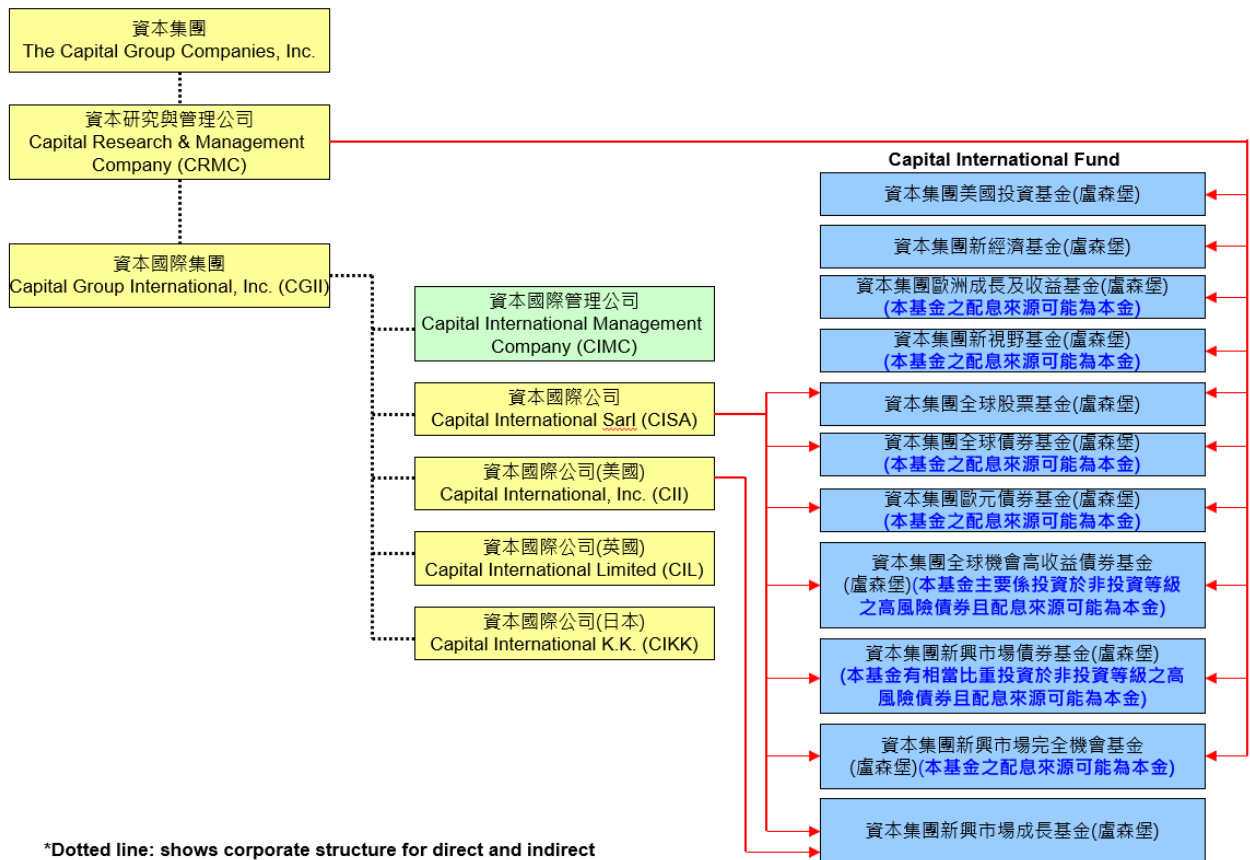 資本集團
The Capital Group Companies, Inc.
資本研究與管理公司
Capital Research & Management
Company (CRMC)
資本國際集團
Capital Group International, Inc. (CGII)
資本國際管理公司
Capital International Management
Company (CIMC)
資本國際公司
Capital International Sarl (CISA)
資本國際公司(美國)
Capital International, Inc. (CII)
資本國際公司(英國)
Capital International Limited (CIL)
資本國際公司(日本)
Capital International K.K. (CIKK)
Capital International Fund
資本集團美國投資基金(盧森堡)
資本集團新經濟基金(盧森堡)
資本集團歐洲成長及收益基金(盧森堡)
(本基金之配息來源可能為本金)
資本集團新視野基金(盧森堡)
(本基金之配息來源可能為本金)
資本集團全球股票基金(盧森堡)
資本集團全球債券基金(盧森堡)
(本基金之配息來源可能為本金)
資本集團歐元債券基金(盧森堡)
(本基金之配息來源可能為本金)
資本集團全球機會高收益債券基金
(盧森堡)(本基金主要係投資於非投資等級
之高風險債券且配息來源可能為本金)
資本集團新興市場債券基金(盧森堡)
(本基金有相當比重投資於非投資等級之高
風險債券且配息來源可能為本金)
資本集團新興市場完全機會基金
(盧森堡)(本基金之配息來源可能為本金)
資本集團新興市場成長基金(盧森堡)
*Dotted line: shows corporate structure for direct and indirect